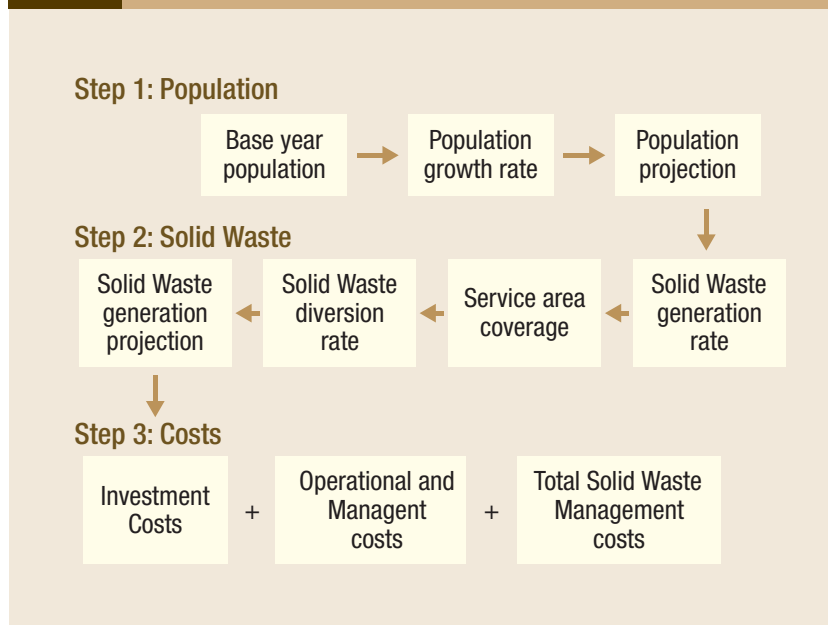 Step 1: Population
Base year
population
Population
growth rate
Population
projection
Step 2: Solid Waste
Solid Waste
generation
projection
Solid Waste
diversion
rate
Service area
coverage
Solid Waste
generation
rate
Step 3: Costs
Investment
Costs
+
Operational and
Managent
costs
+
Total Solid Waste
Management
costs